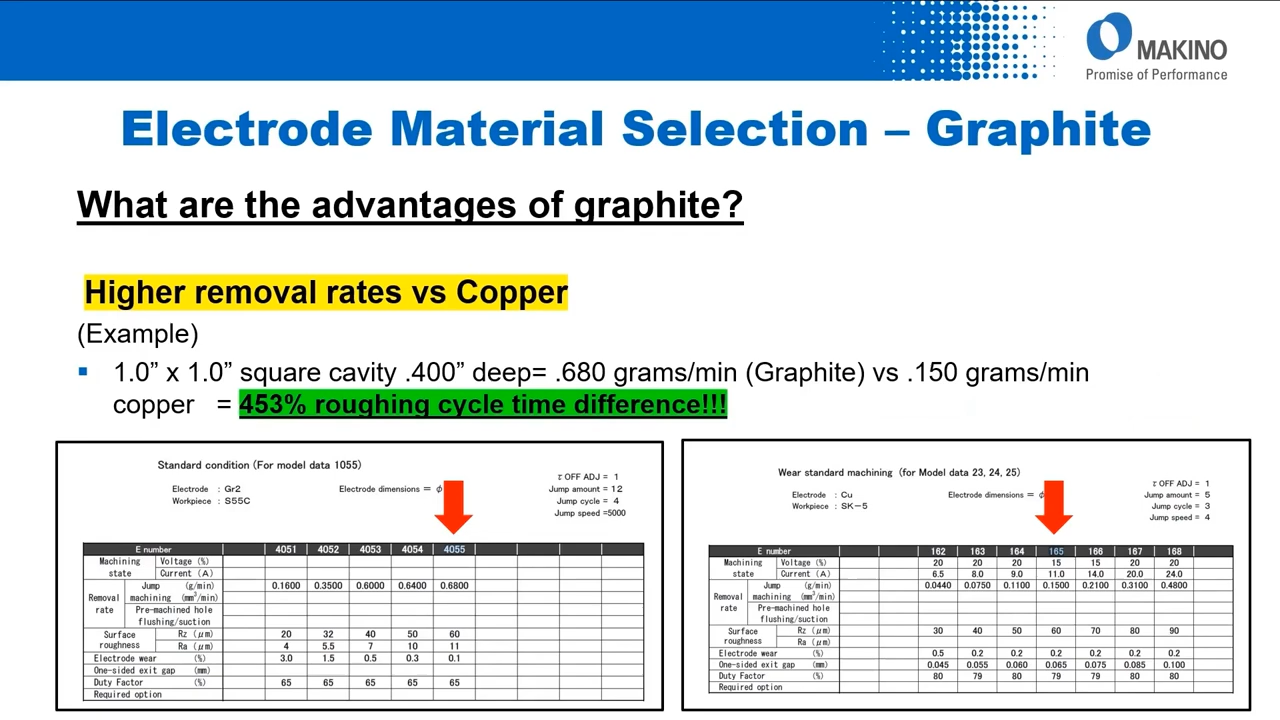 MAKINO
Promise of Performance
Electrode Material Selection – Graphite
What are the advantages of graphite?
Higher removal rates vs Copper
(Example)
▪ 1.0” x 1.0” square cavity .400” deep= .680 grams/min (Graphite) vs .150 grams/min
copper = 453% roughing cycle time difference!!!
Standard condition (For model data 1055)
Electrode : Gr2
Workpiece : S55C
Electrode dimensions = φ
τ OFF ADJ = 1
Jump amount = 12
Jump cycle = 4
Jump speed =5000
E number 4051 4052 4053 4054 4055
Machining state Voltage (%)
Current (A)
Removal rate Jump machining (g/min) 0.1600 0.3500 0.6000 0.6400 0.6800
(mm³/min)
Pre-machined hole
flushing/suction
Surface roughness Rz (μm) 20 32 40 50 60
Ra (μm) 4 5.5 7 10 11
Electrode wear (%) 3.0 1.5 0.5 0.3 0.1
One-sided exit gap (mm)
Duty Factor (%) 65 65 65 65 65
Required option
Wear standard machining (for Model data 23, 24, 25)
Electrode : Cu
Workpiece : SK-5
Electrode dimensions = φ
τ OFF ADJ = 1
Jump amount = 5
Jump cycle = 3
Jump speed = 4
E number 162 163 164 165 166 167 168
Machining state Voltage (%) 20 20 20 15 15 20 20
Current (A) 6.5 8.0 9.0 11.0 14.0 20.0 24.0
Removal rate Jump machining (g/min) 0.0440 0.0750 0.1100 0.1500 0.2100 0.3100 0.4800
(mm³/min)
Pre-machined hole
flushing/suction
Surface roughness Rz (μm) 30 40 50 60 70 80 90
Ra (μm)
Electrode wear (%) 0.5 0.2 0.2 0.2 0.2 0.2 0.2
One-sided exit gap (mm) 0.045 0.055 0.060 0.065 0.075 0.085 0.100
Duty Factor (%) 80 79 80 79 79 80 80
Required option